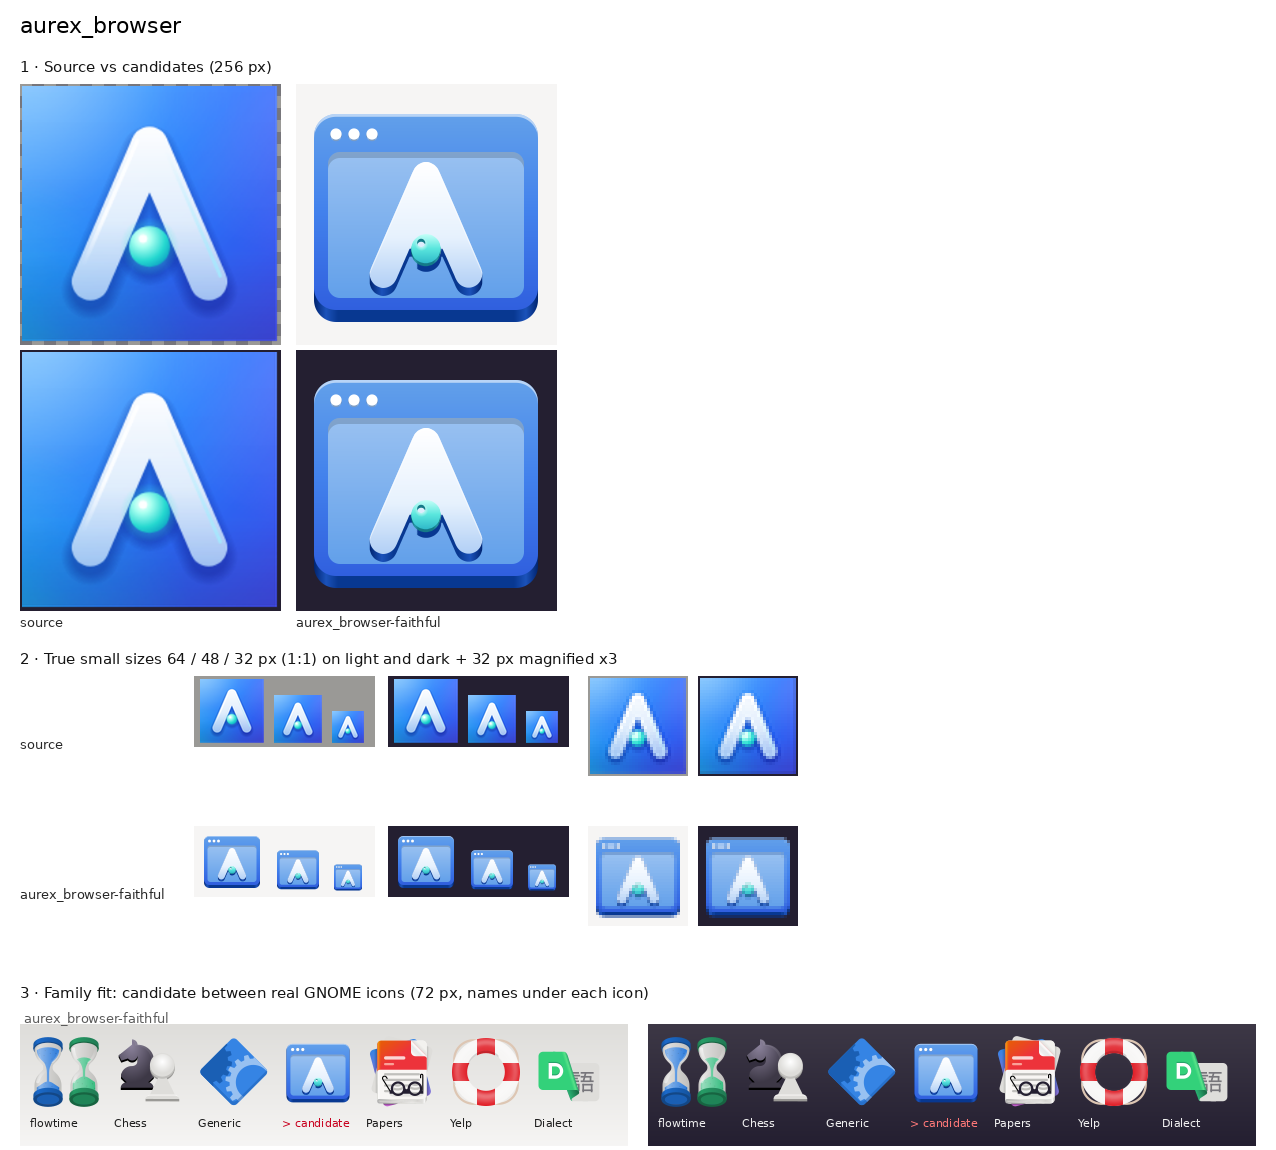 aurex_browser
1 · Source vs candidates (256 px)
source
aurex_browser-faithful
2 · True small sizes 64 / 48 / 32 px (1:1) on light and dark + 32 px magnified x3
source
aurex_browser-faithful
3 · Family fit: candidate between real GNOME icons (72 px, names under each icon)
aurex_browser-faithful
D 語 D 語
flowtime Chess Generic > candidate Papers Yelp Dialect flowtime Chess Generic > candidate Papers Yelp Dialect